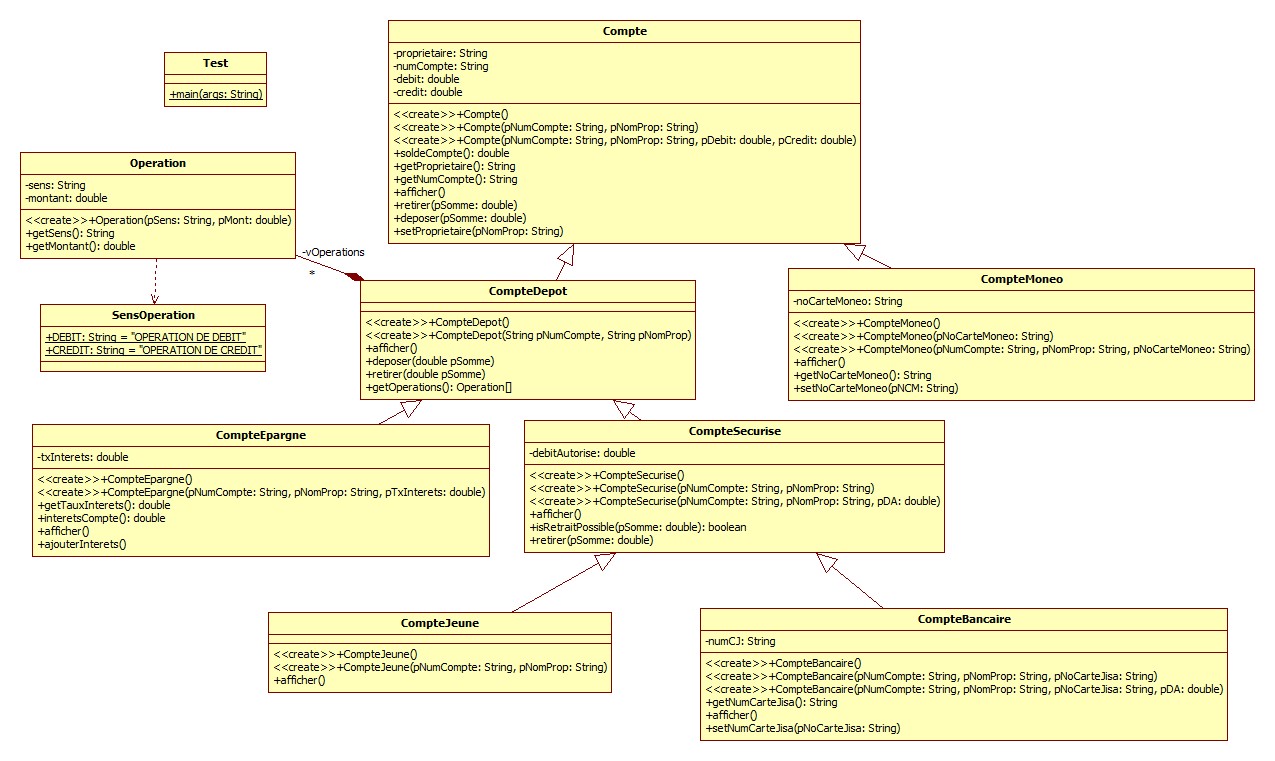 Test
+main(args: String)
Compte
-proprietaire: String
-numCompte: String
-debit: double
-credit: double
<<create>>+Compte()
<<create>>+Compte(pNumCompte: String, pNomProp: String)
<<create>>+Compte(pNumCompte: String, pNomProp: String, pDebit: double, pCredit: double)
+soldeCompte(): double
+getProprietaire(): String
+getNumCompte(): String
+afficher()
+retirer(pSomme: double)
+deposer(pSomme: double)
+setProprietaire(pNomProp: String)
Operation
-sens: String
-montant: double
<<create>>+Operation(pSens: String, pMont: double)
+getSens(): String
+getMontant(): double
-vOperations
*
SensOperation
+DEBIT: String = "OPERATION DE DEBIT"
+CREDIT: String = "OPERATION DE CREDIT"
CompteDepot
<<create>>+CompteDepot()
<<create>>+CompteDepot(String pNumCompte, String pNomProp)
+afficher()
+deposer(double pSomme)
+retirer(double pSomme)
+getOperations(): Operation[]
CompteMoneo
-noCarteMoneo: String
<<create>>+CompteMoneo()
<<create>>+CompteMoneo(pNoCarteMoneo: String)
<<create>>+CompteMoneo(pNumCompte: String, pNomProp: String, pNoCarteMoneo: String)
+afficher()
+getNoCarteMoneo(): String
+setNoCarteMoneo(pNCM: String)
CompteEpargne
-txInterets: double
<<create>>+CompteEpargne()
<<create>>+CompteEpargne(pNumCompte: String, pNomProp: String, pTxInterets: double)
+getTauxInterets(): double
+interetsCompte(): double
+afficher()
+ajouterInterets()
CompteSecurise
-debitAutorise: double
<<create>>+CompteSecurise()
<<create>>+CompteSecurise(pNumCompte: String, pNomProp: String)
<<create>>+CompteSecurise(pNumCompte: String, pNomProp: String, pDA: double)
+afficher()
+isRetraitPossible(pSomme: double): boolean
+retirer(pSomme: double)
CompteJeune
<<create>>+CompteJeune()
<<create>>+CompteJeune(pNumCompte: String, pNomProp: String)
+afficher()
CompteBancaire
-numCJ: String
<<create>>+CompteBancaire()
<<create>>+CompteBancaire(pNumCompte: String, pNomProp: String, pNoCarteJisa: String)
<<create>>+CompteBancaire(pNumCompte: String, pNomProp: String, pNoCarteJisa: String, pDA: double)
+getNumCarteJisa(): String
+afficher()
+setNumCarteJisa(pNoCarteJisa: String)